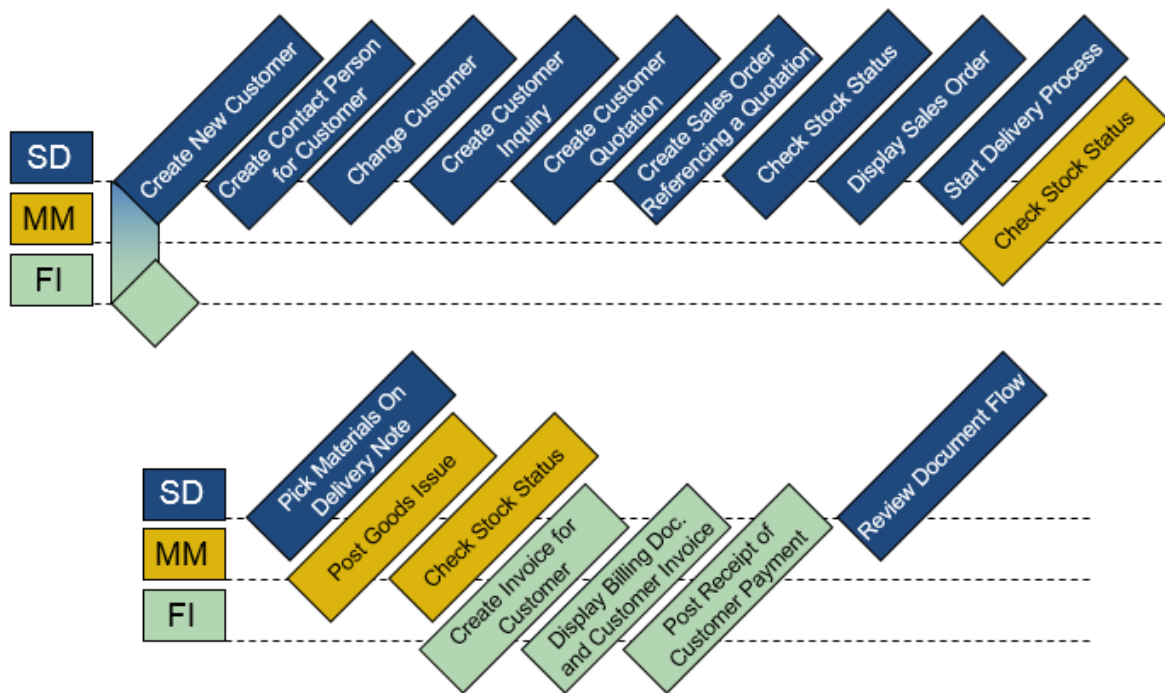 Create New Customer
Create Contact Person
for Customer
Change Customer
Create Customer
Inquiry
Create Customer
Quotation
Create Sales Order
Referencing a Quotation
Check Stock Status
Display Sales Order
Start Delivery Process
Check Stock Status
SD
MM
FI
Pick Materials On
Delivery Note
Post Goods Issue
Check Stock Status
Create Invoice for
Customer
Display Billing Doc.
and Customer Invoice
Post Receipt of
Customer Payment
Review Document Flow
SD
MM
FI